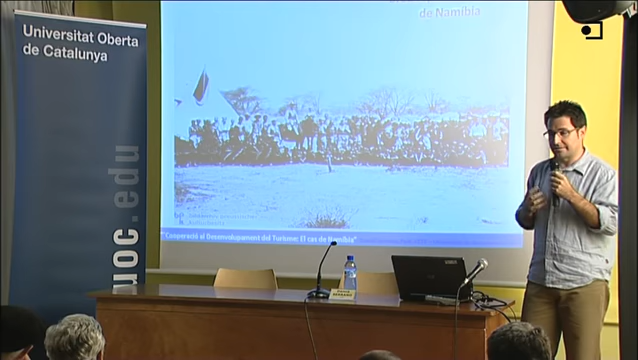 Universitat Oberta
de Catalunya
uoc.edu
de Namíbia
"Cooperació al Desenvolupament del Turisme: El cas de Namíbia"